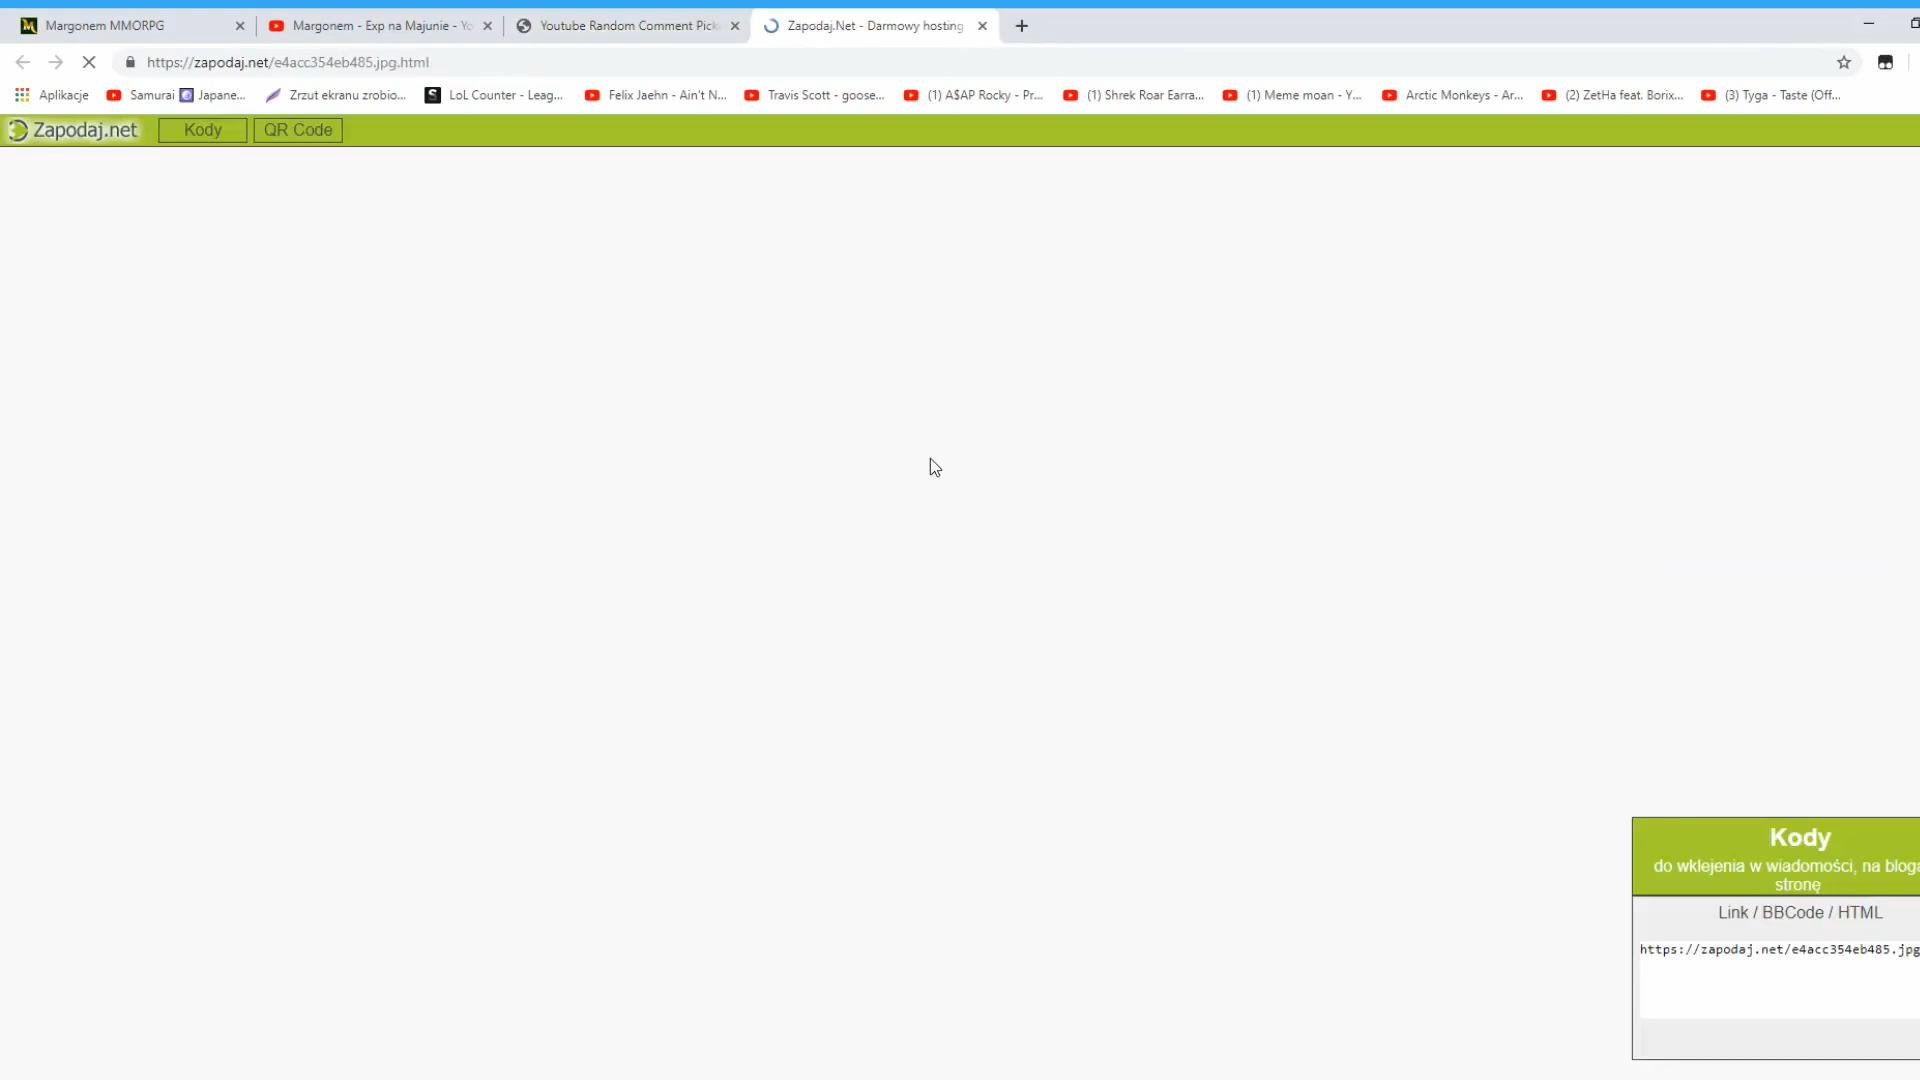 Margonem MMORPG
Margonem - Exp na Majunie - Yo
Youtube Random Comment Pick
Zapodaj.Net - Darmowy hosting
https://zapodaj.net/e4acc354eb485.jpg.html
Aplikacje
Samurai
Japane...
Zrzut ekranu zrobio...
LoL Counter - Leag...
Felix Jaehn - Ain't N...
Travis Scott - goose...
(1) A$AP Rocky - Pr...
(1) Shrek Roar Earra...
(1) Meme moan - Y...
Arctic Monkeys - Ar...
(2) ZetHa feat. Borix...
(3) Tyga - Taste (Off...
Zapodaj.net
Kody
QR Code
Kody
do wklejenia w wiadomości, na bloga
stronę
Link / BBCode / HTML
https://zapodaj.net/e4acc354eb485.jpg